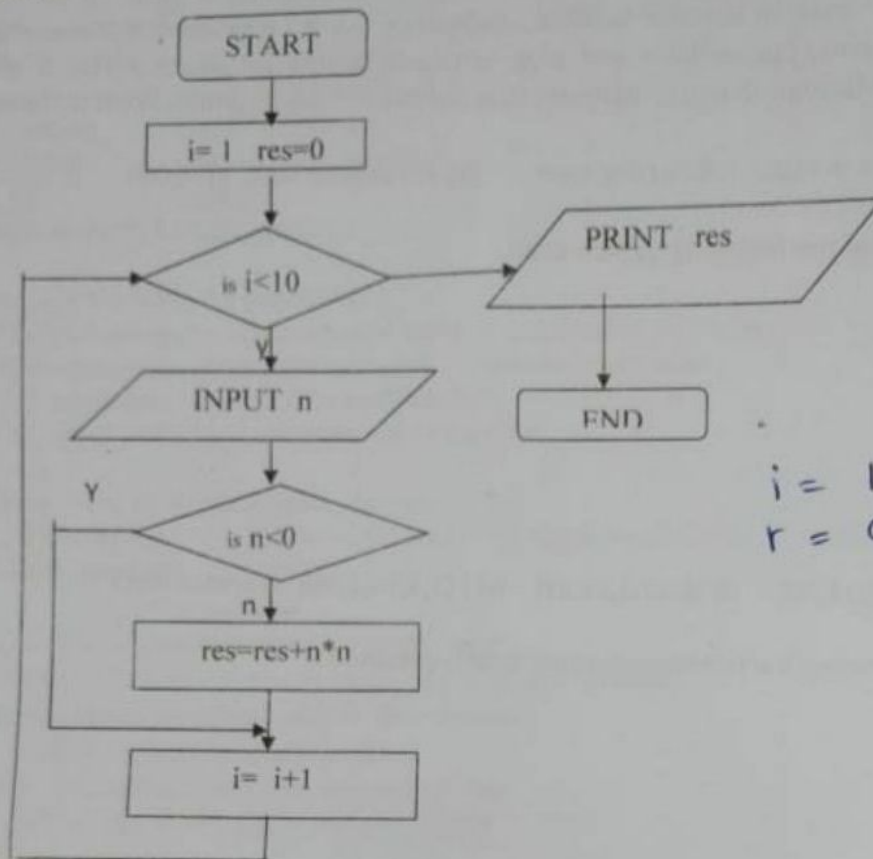 START
i= 1 res=0
is i<10
PRINT res
y
INPUT n
END
Y
is n<0
i =
r =
n
res=res+n*n
i= i+1